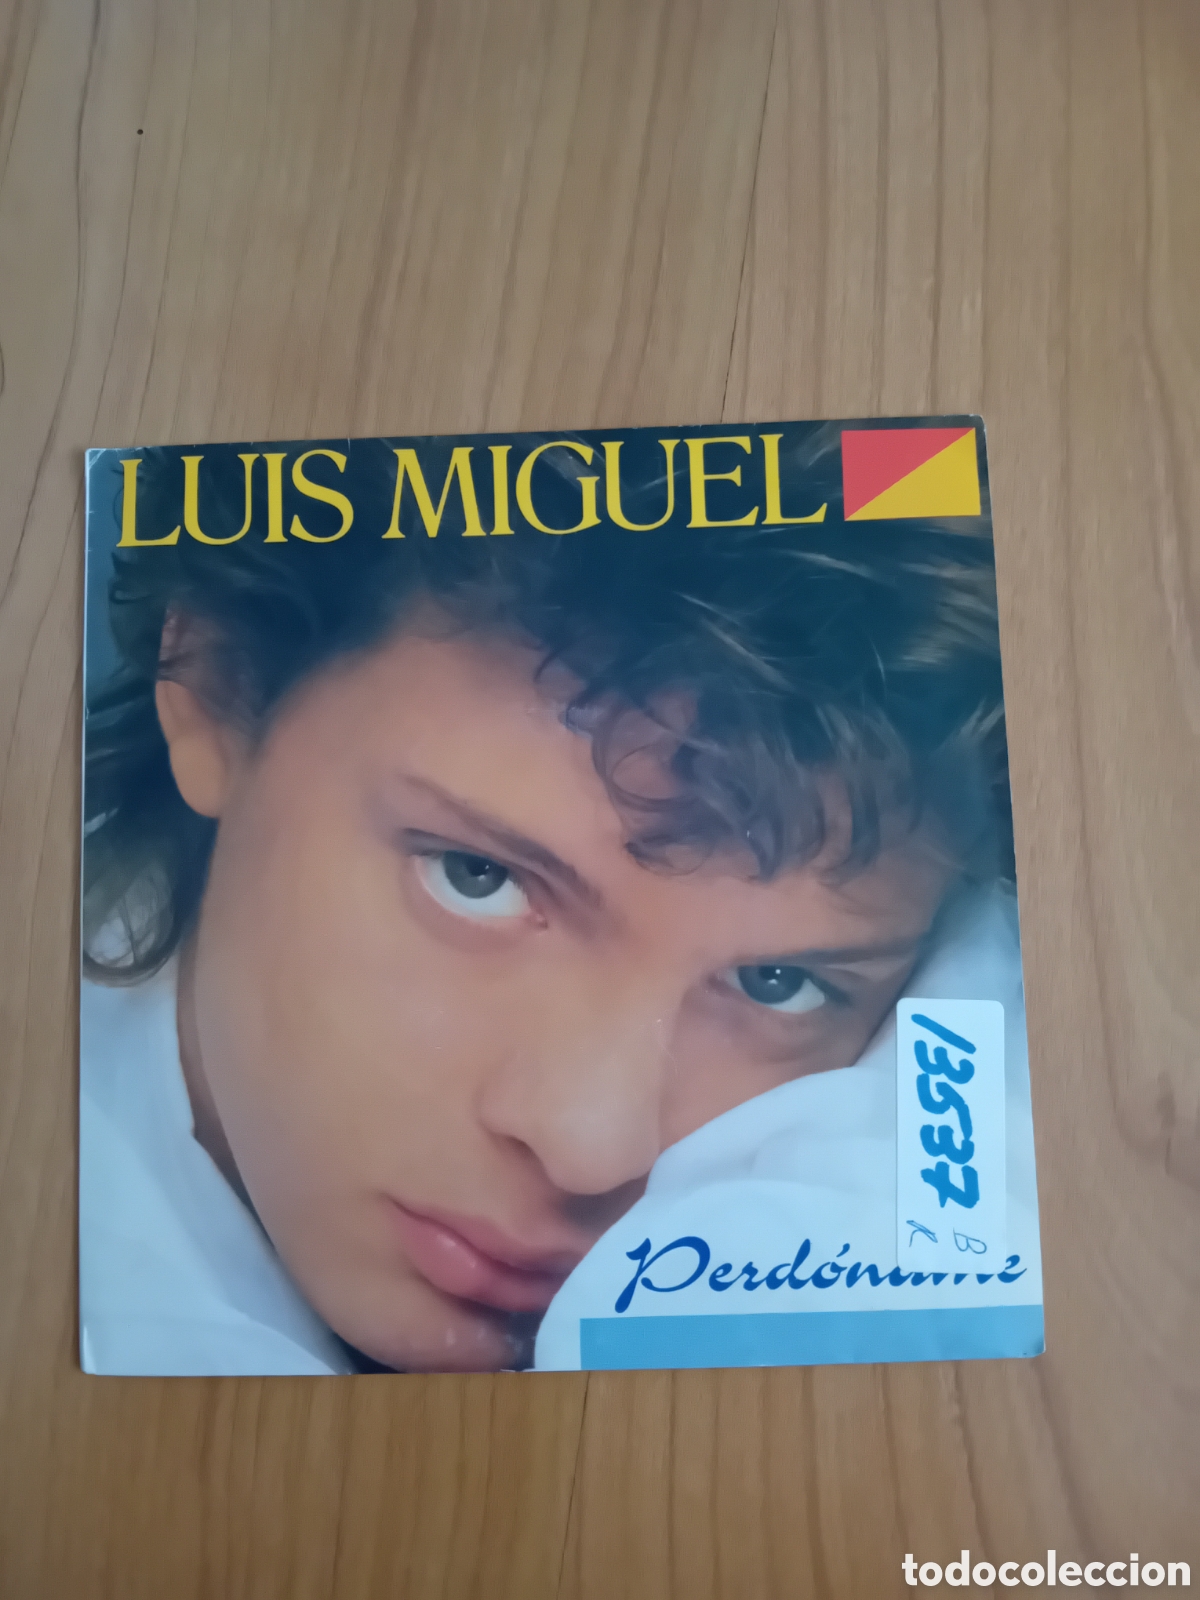 LUIS MIGUEL
13537
B
R
Perdóname
todocoleccion